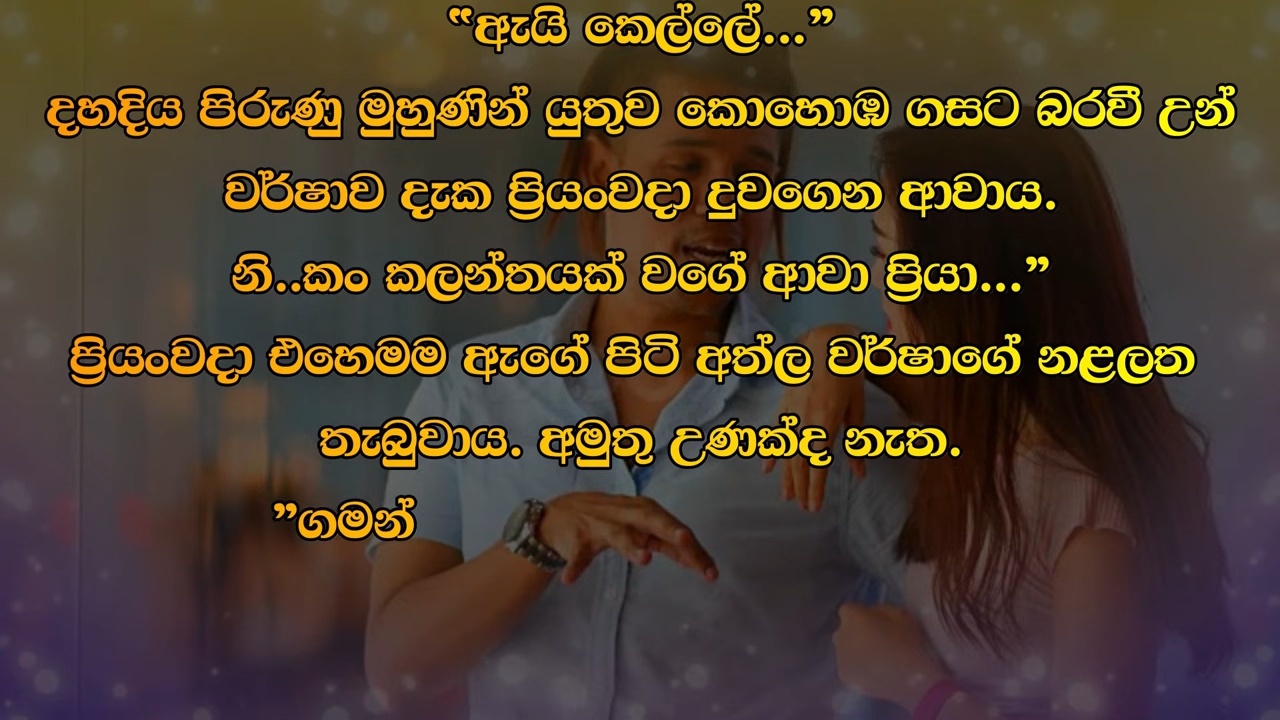 “ඇයි කෙල්ලේ...”
දහදිය පිරුණු මුහුණින් යුතුව කොහොඹ ගසට බරවී උන්
වර්ෂාව දැක ප්‍රියංවදා දුවගෙන ආවාය.
නි..කං කලන්තයක් වගේ ආවා ප්‍රියා...”
ප්‍රියංවදා එහෙමම ඇගේ පිටි අත්ල වර්ෂාගේ නළලත
තැබුවාය. අමුතු උණක්ද නැත.
”ගමන්